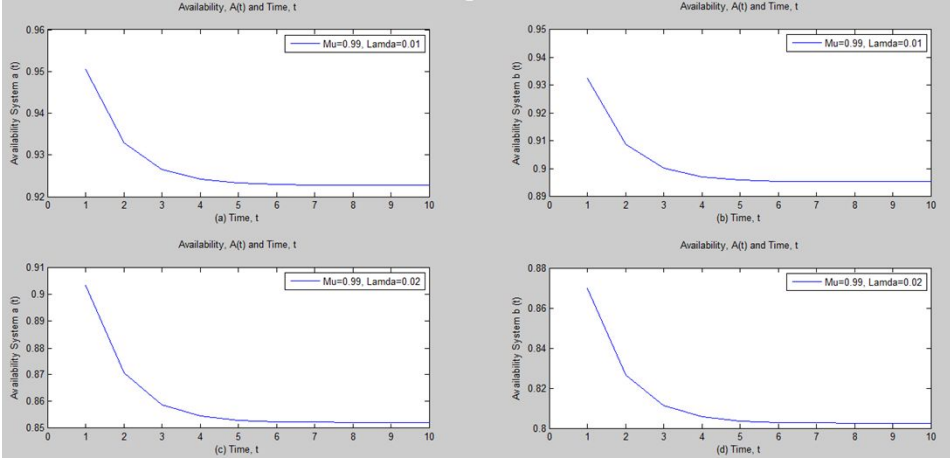 Availability, A(t) and Time, t
0.96
0.95
0.94
0.93
0.92
Availability System a (t)
Mu=0.99, Lamda=0.01
0 1 2 3 4 5 6 7 8 9 10
(a) Time, t
Availability, A(t) and Time, t
0.95
0.94
0.93
0.92
0.91
0.9
0.89
Availability System b (t)
Mu=0.99, Lamda=0.01
0 1 2 3 4 5 6 7 8 9 10
(b) Time, t
Availability, A(t) and Time, t
0.91
0.9
0.89
0.88
0.87
0.86
0.85
Availability System a (t)
Mu=0.99, Lamda=0.02
0 1 2 3 4 5 6 7 8 9 10
(c) Time, t
Availability, A(t) and Time, t
0.88
0.86
0.84
0.82
0.8
Availability System b (t)
Mu=0.99, Lamda=0.02
0 1 2 3 4 5 6 7 8 9 10
(d) Time, t